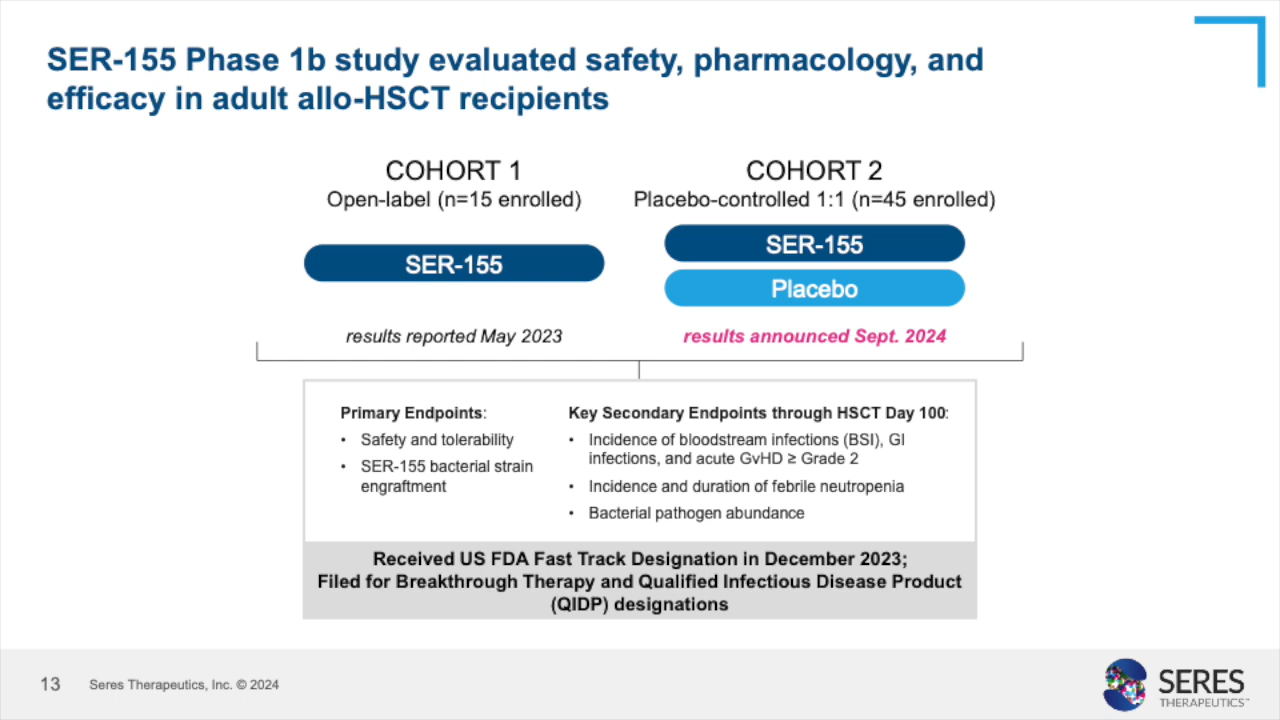 SER-155 Phase 1b study evaluated safety, pharmacology, and
efficacy in adult allo-HSCT recipients
COHORT 1
Open-label (n=15 enrolled)
SER-155
results reported May 2023
COHORT 2
Placebo-controlled 1:1 (n=45 enrolled)
SER-155
Placebo
results announced Sept. 2024
Primary Endpoints:
• Safety and tolerability
• SER-155 bacterial strain
engraftment
Key Secondary Endpoints through HSCT Day 100:
• Incidence of bloodstream infections (BSI), GI
infections, and acute GvHD ≥ Grade 2
• Incidence and duration of febrile neutropenia
• Bacterial pathogen abundance
Received US FDA Fast Track Designation in December 2023;
Filed for Breakthrough Therapy and Qualified Infectious Disease Product
(QIDP) designations
13
Seres Therapeutics, Inc. © 2024
SERES
THERAPEUTICS™